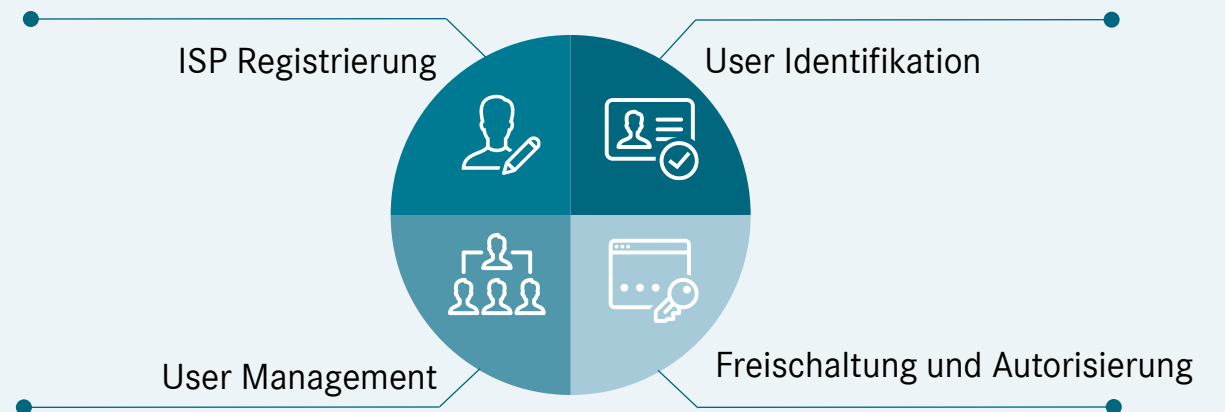 ISP Registrierung
User Identifikation
User Management
Freischaltung und Autorisierung